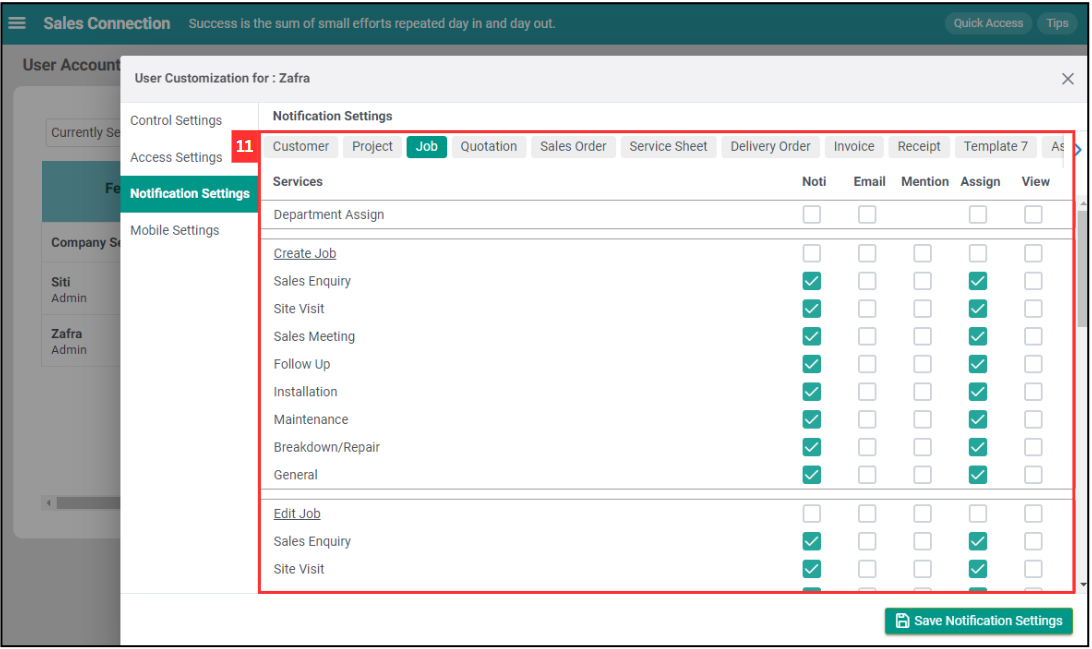 Sales Connection Success is the sum of small efforts repeated day in and day out. Quick Access Tips
User Account
User Customization for : Zafra
Control Settings
Access Settings
Notification Settings
Mobile Settings
Currently Se
Fe
Company Se
Siti
Admin
Zafra
Admin
Notification Settings
11
Customer Project Job Quotation Sales Order Service Sheet Delivery Order Invoice Receipt Template 7 As
Services Noti Email Mention Assign View
Department Assign
Create Job
Sales Enquiry
Site Visit
Sales Meeting
Follow Up
Installation
Maintenance
Breakdown/Repair
General
Edit Job
Sales Enquiry
Site Visit
Save Notification Settings